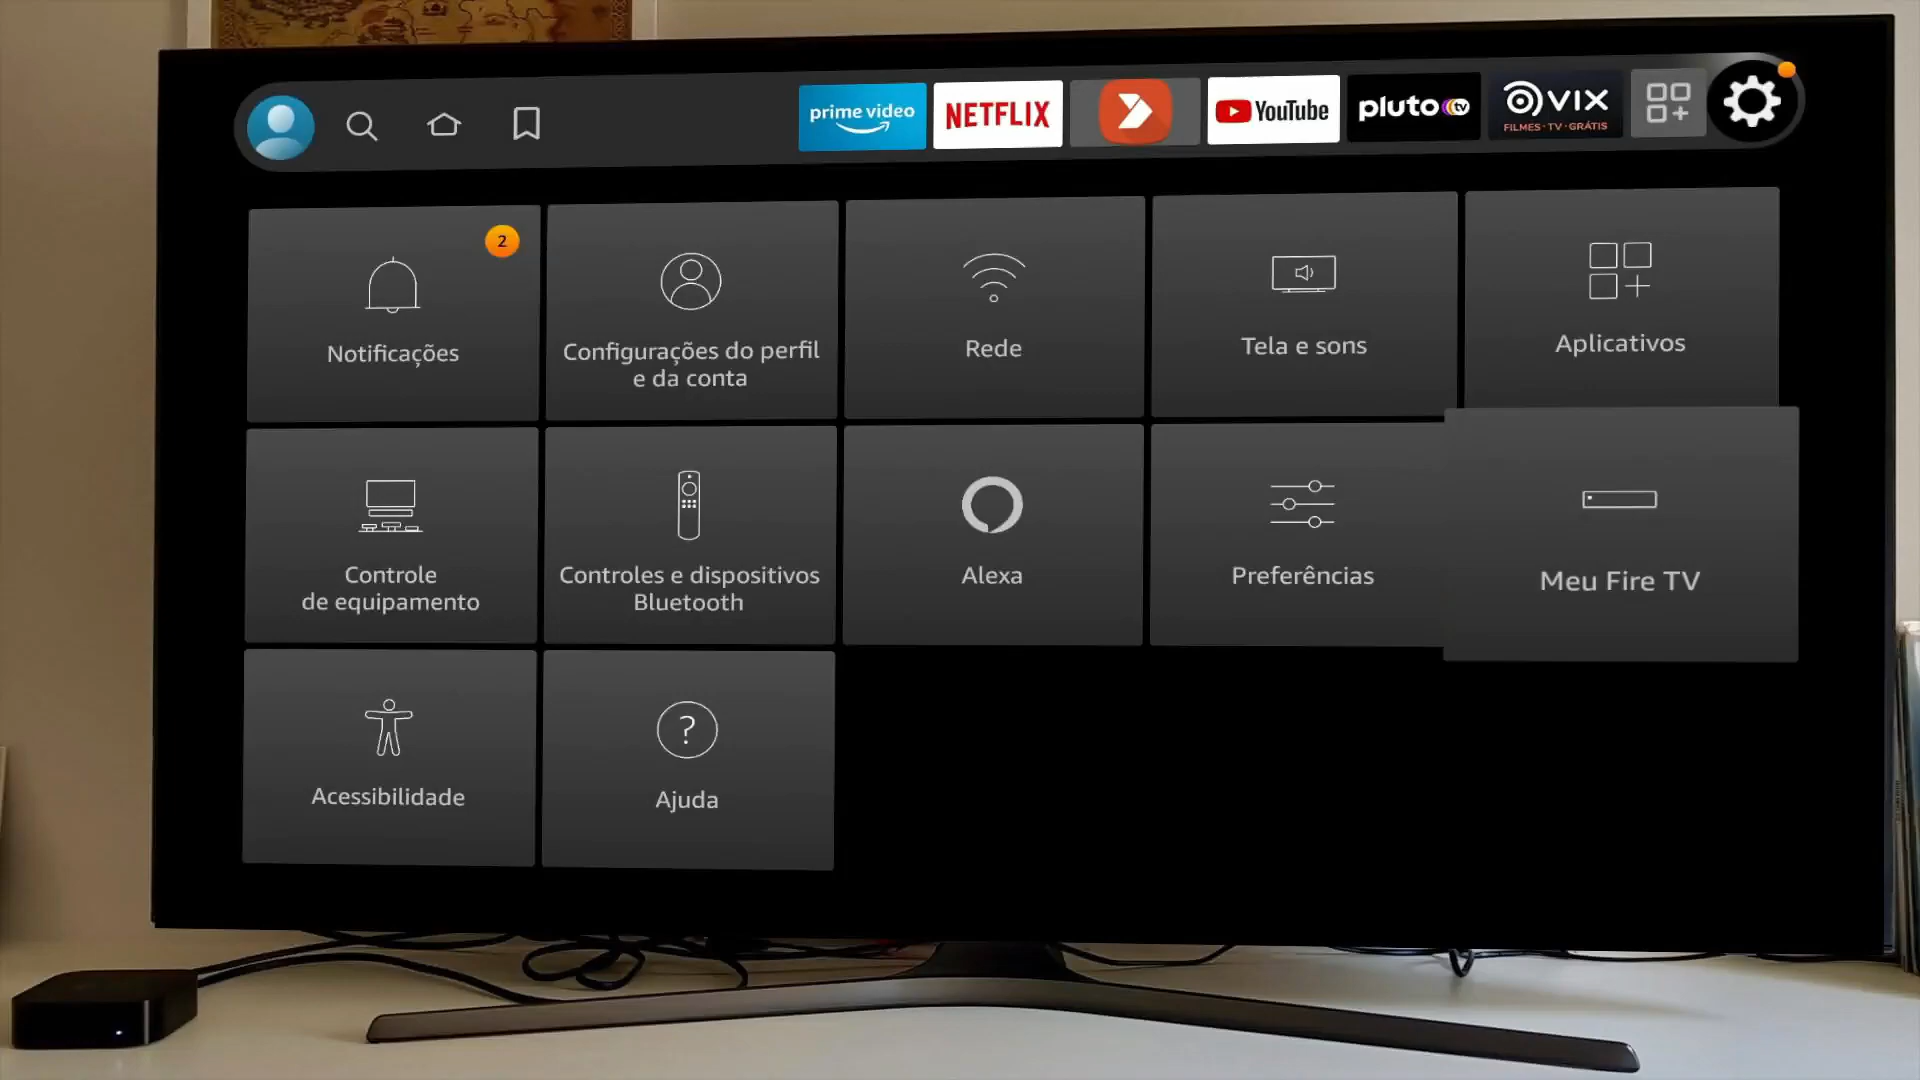 prime video
NETFLIX
YouTube
pluto tv
VIX
FILMES · TV · GRÁTIS
2
Notificações
Configurações do perfil
e da conta
Rede
Tela e sons
Aplicativos
Controle
de equipamento
Controles e dispositivos
Bluetooth
Alexa
Preferências
Meu Fire TV
Acessibilidade
?
Ajuda